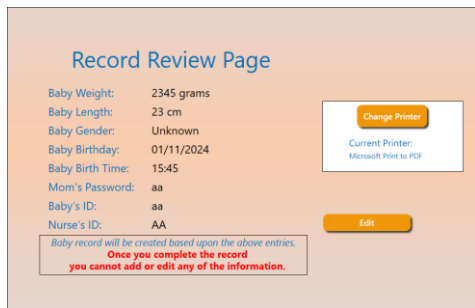 Record Review Page
Baby Weight: 2345 grams
Baby Length: 23 cm
Baby Gender: Unknown
Baby Birthday: 01/11/2024
Baby Birth Time: 15:45
Mom's Password: aa
Baby's ID: aa
Nurse's ID: AA
Baby record will be created based upon the above entries.
Once you complete the record
you cannot add or edit any of the information.
Change Printer
Current Printer:
Microsoft Print to PDF
Edit